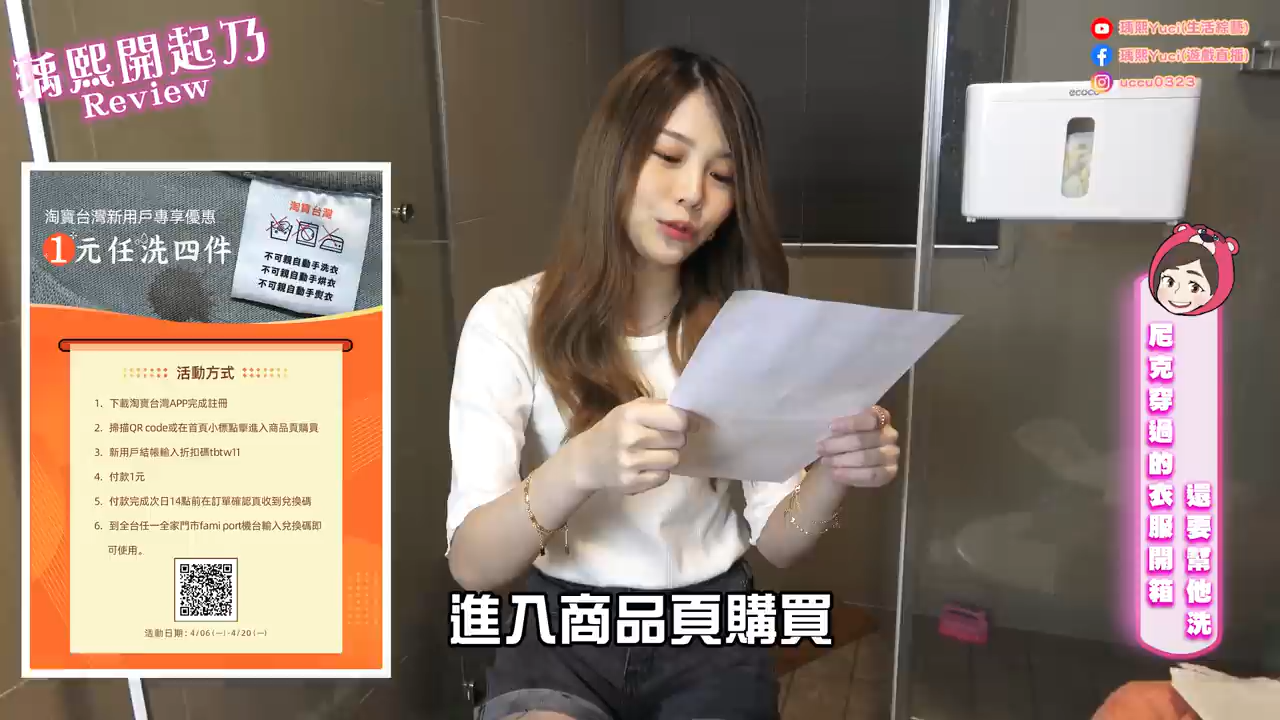 瑀熙開起乃
Review
瑀熙Yuci(生活綜藝)
瑀熙Yuci(遊戲直播)
uccu0323
ecoco
淘寶台灣新用戶專享優惠
1元任洗四件
淘寶台灣
不可親自動手洗衣
不可親自動手烘衣
不可親自動手熨衣
活動方式
1. 下載淘寶台灣APP完成註冊
2. 掃描QR code或在首頁小標點擊進入商品頁購買
3. 新用戶結帳輸入折扣碼tbtw11
4. 付款1元
5. 付款完成次日14點前在訂單確認頁收到兌換碼
6. 到全台任一全家門市fami port機台輸入兌換碼即
可使用。
活動日期: 4/06(一)-4/20(一)
尼克穿過的衣服開箱
還要幫他洗
進入商品頁購買